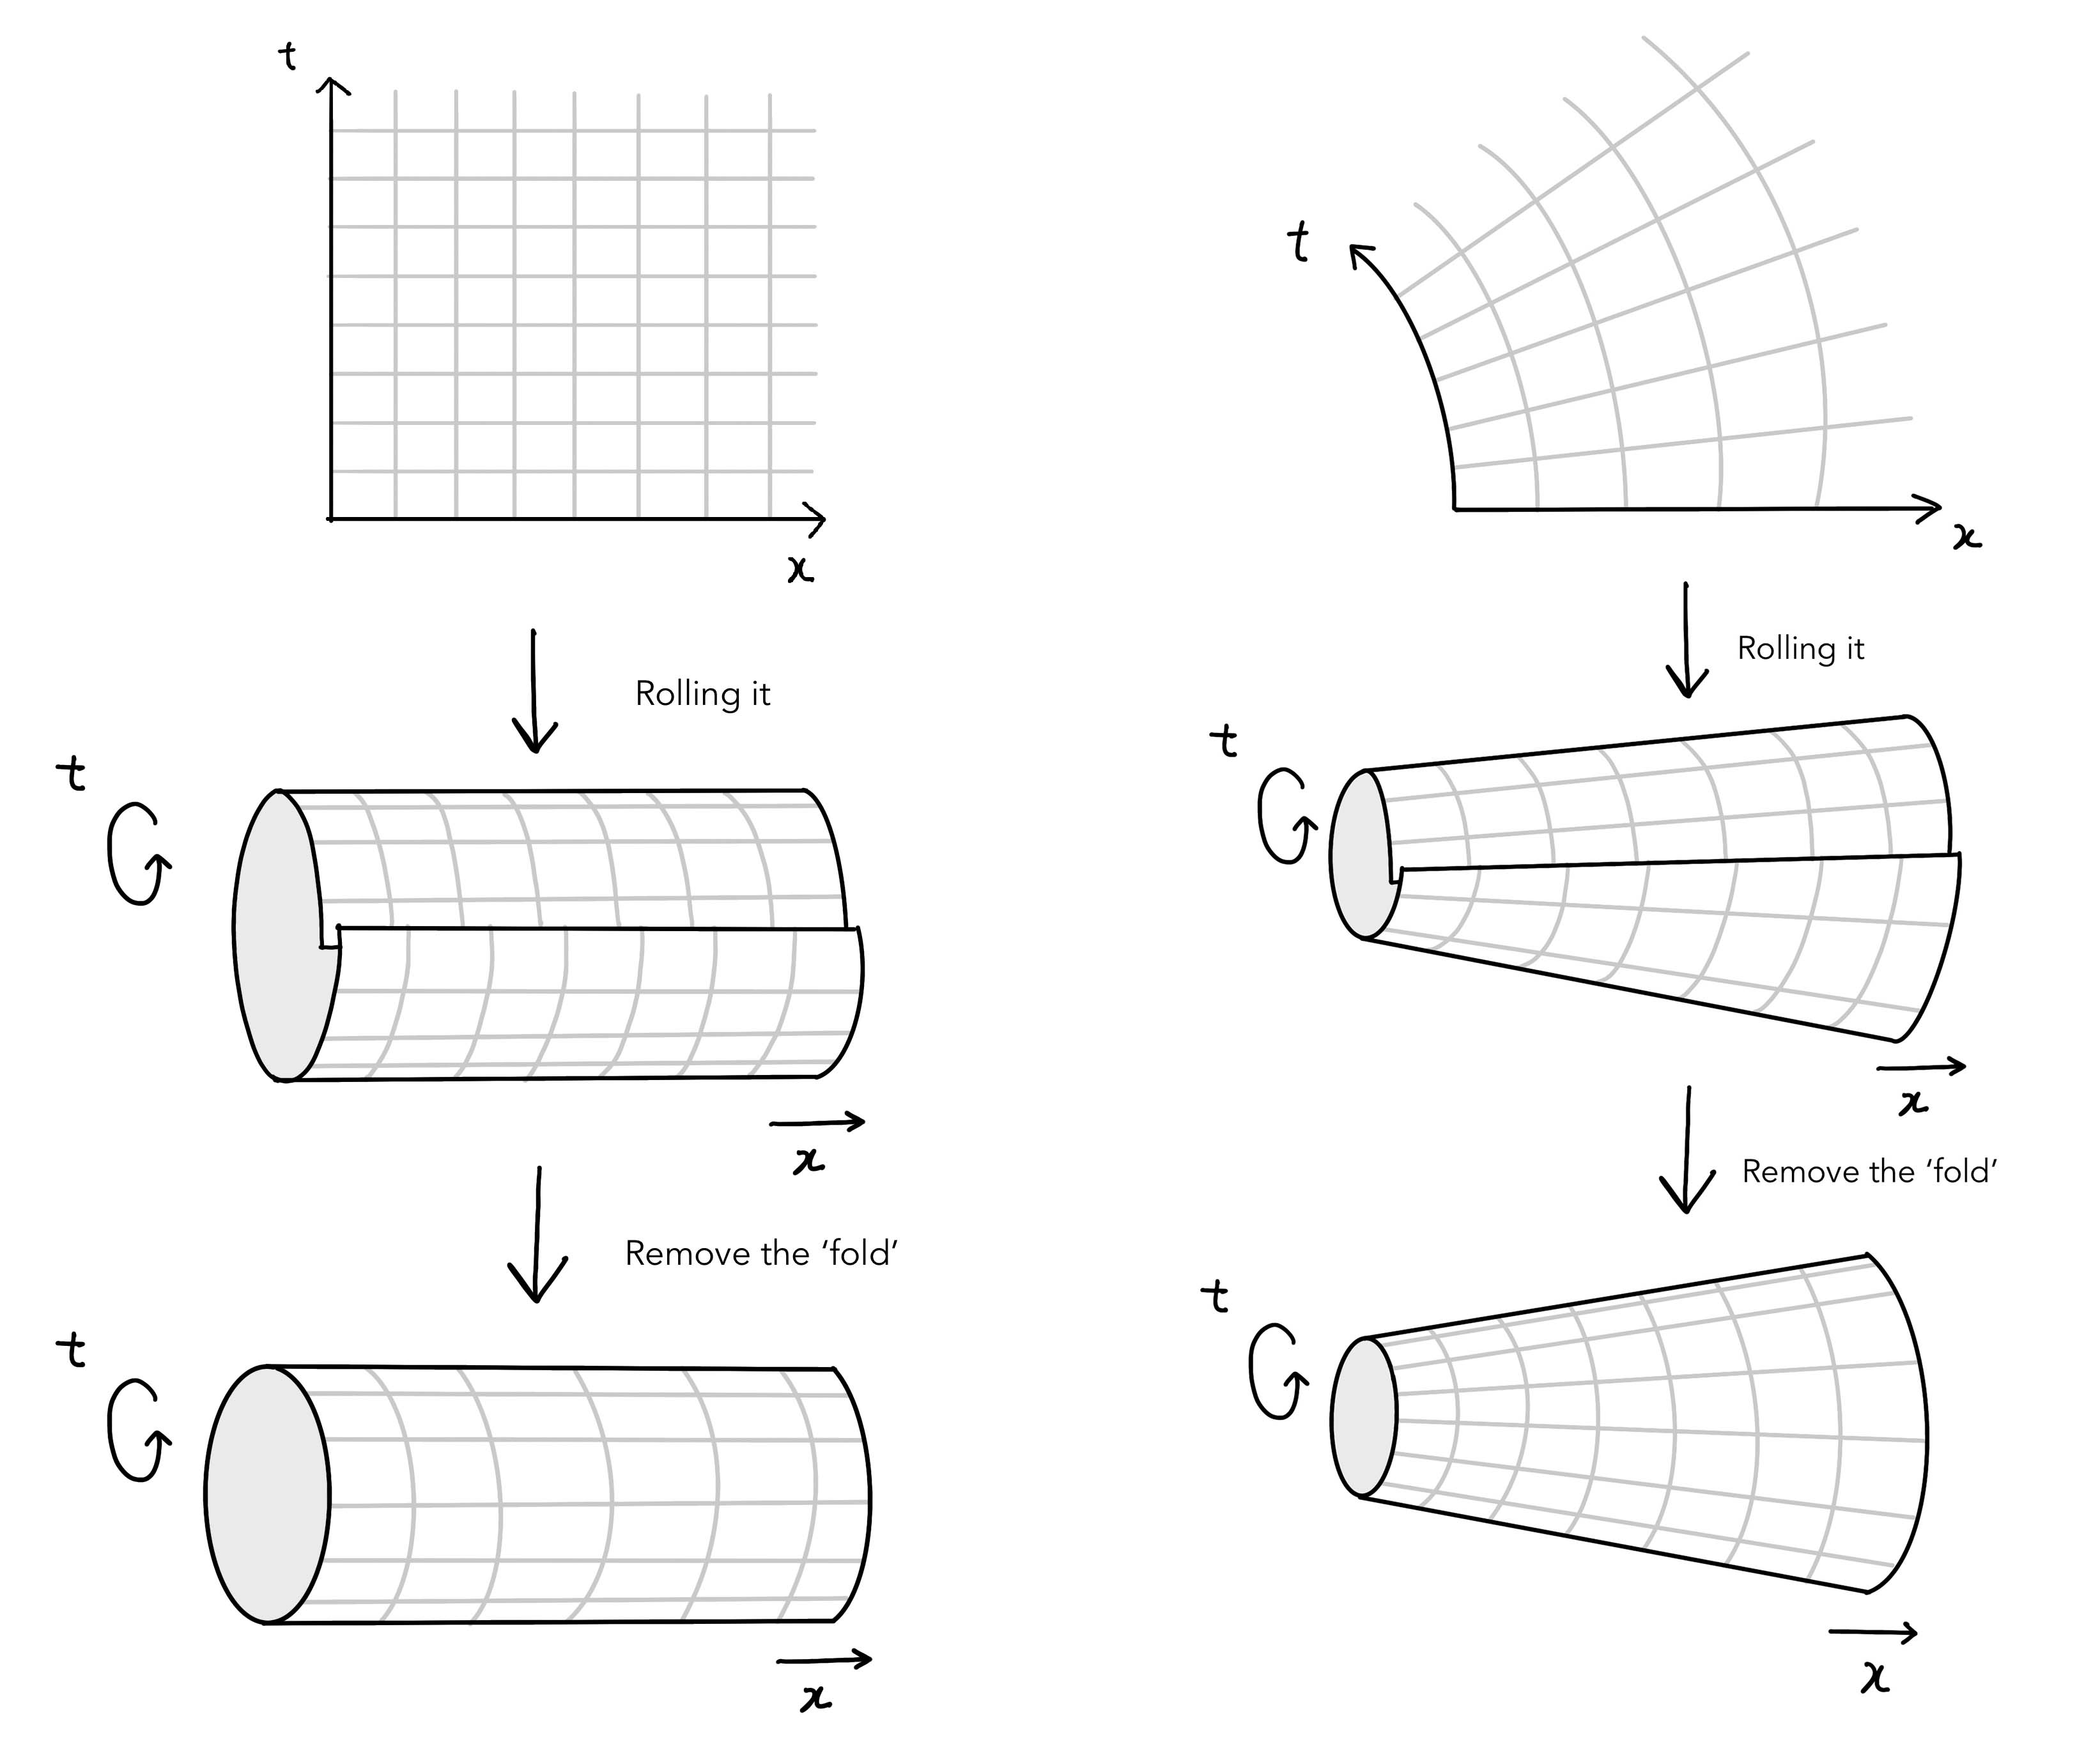 t
x
Rolling it
t
x
Remove the ‘fold’
t
x
t
x
Rolling it
t
x
Remove the ‘fold’
t
x